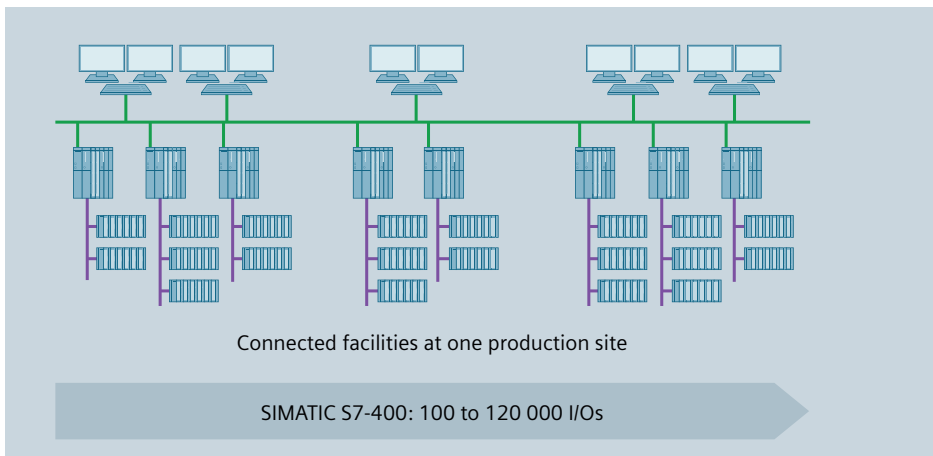 Connected facilities at one production site
SIMATIC S7-400: 100 to 120 000 I/Os